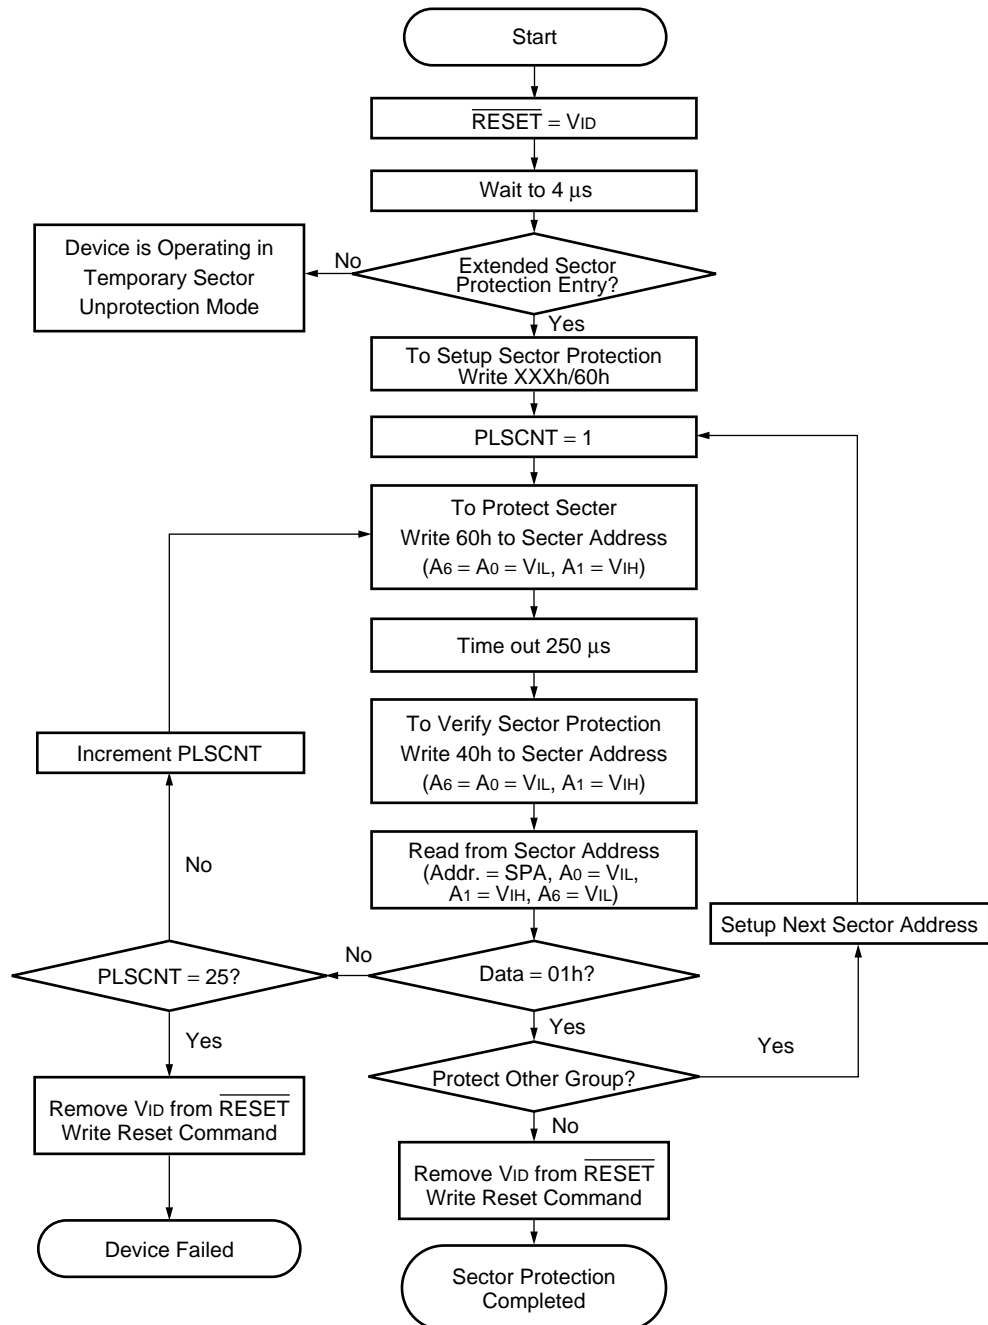 Start
R̅E̅S̅E̅T̅ = VID
Wait to 4 μs
Device is Operating in
Temporary Sector
Unprotection Mode
No
Extended Sector
Protection Entry?
Yes
To Setup Sector Protection
Write XXXh/60h
PLSCNT = 1
To Protect Secter
Write 60h to Secter Address
(A6 = A0 = VIL, A1 = VIH)
Time out 250 μs
To Verify Sector Protection
Write 40h to Secter Address
(A6 = A0 = VIL, A1 = VIH)
Increment PLSCNT
Read from Sector Address
(Addr. = SPA, A0 = VIL,
A1 = VIH, A6 = VIL)
No
Setup Next Sector Address
PLSCNT = 25?
No
Data = 01h?
Yes
Yes
Yes
Protect Other Group?
No
Remove VID from R̅E̅S̅E̅T̅
Write Reset Command
Remove VID from R̅E̅S̅E̅T̅
Write Reset Command
Device Failed
Sector Protection
Completed